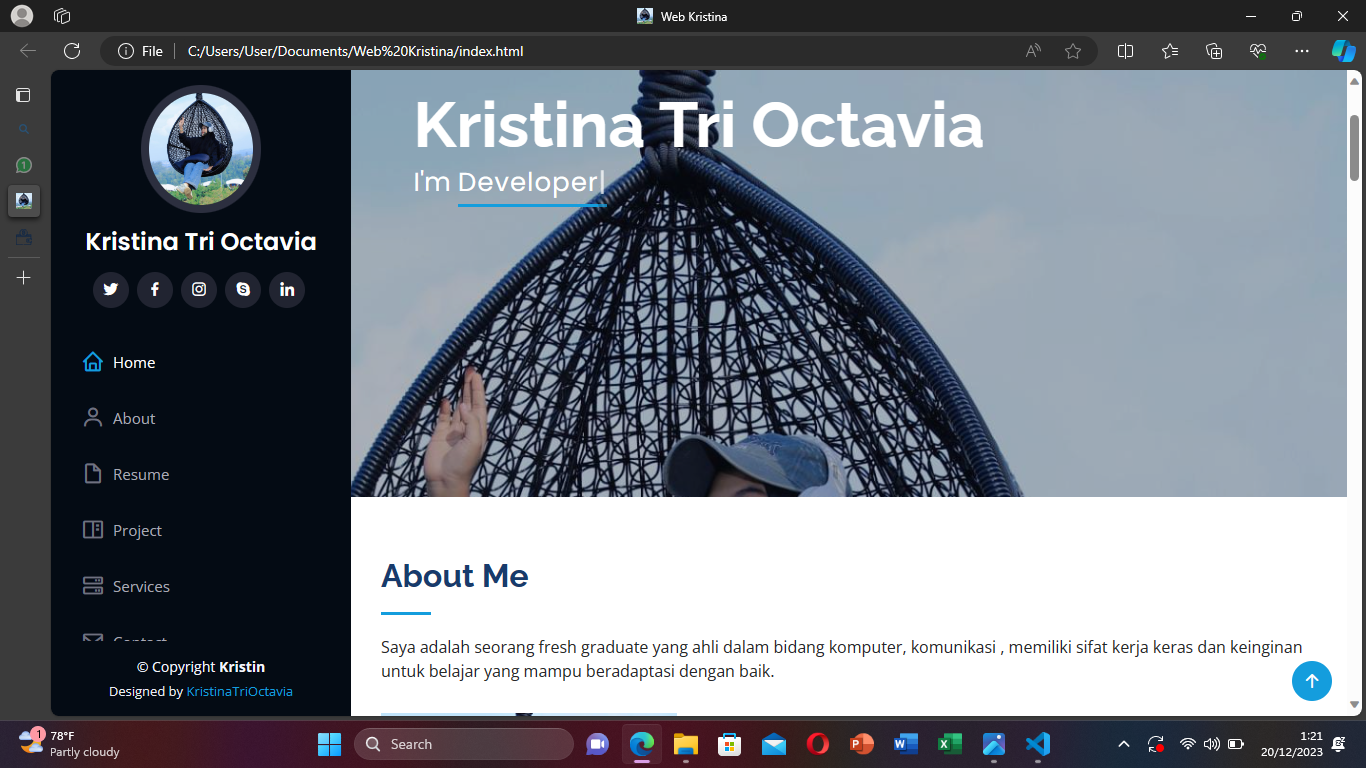 Web Kristina
File
C:/Users/User/Documents/Web%20Kristina/index.html
1
Kristina Tri Octavia
Home
About
Resume
Project
Services
Contact
© Copyright Kristin
Designed by KristinaTriOctavia
Kristina Tri Octavia
I'm Developer|
About Me
Saya adalah seorang fresh graduate yang ahli dalam bidang komputer, komunikasi , memiliki sifat kerja keras dan keinginan
untuk belajar yang mampu beradaptasi dengan baik.
1
78°F
Partly cloudy
Search
1:21
20/12/2023